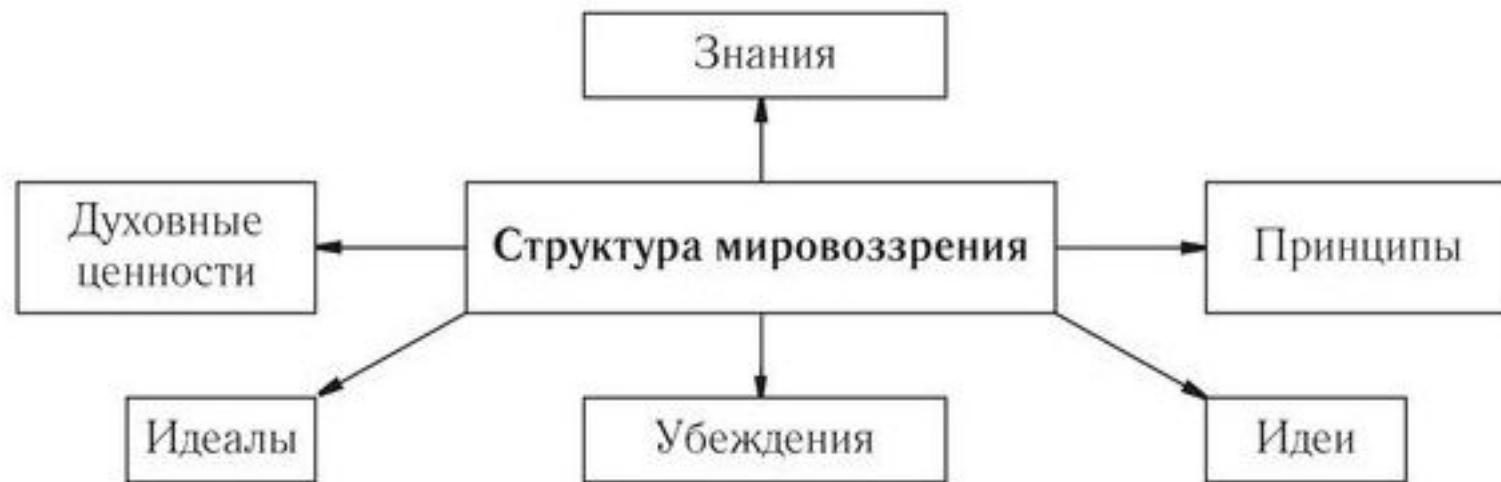 Знания
Духовные
ценности
Структура мировоззрения
Принципы
Идеалы
Убеждения
Идеи